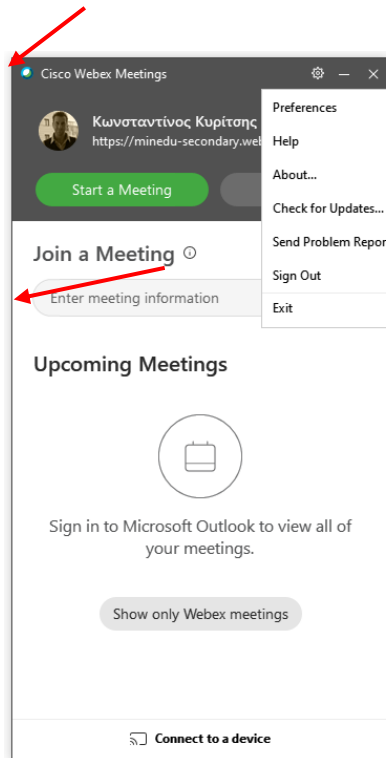 Cisco Webex Meetings
Κωνσταντίνος Κυρίτσης
https://minedu-secondary.wel
Preferences
Help
About...
Check for Updates...
Send Problem Repor
Sign Out
Exit
Start a Meeting
Join a Meeting
Enter meeting information
Upcoming Meetings
Sign in to Microsoft Outlook to view all of
your meetings.
Show only Webex meetings
Connect to a device